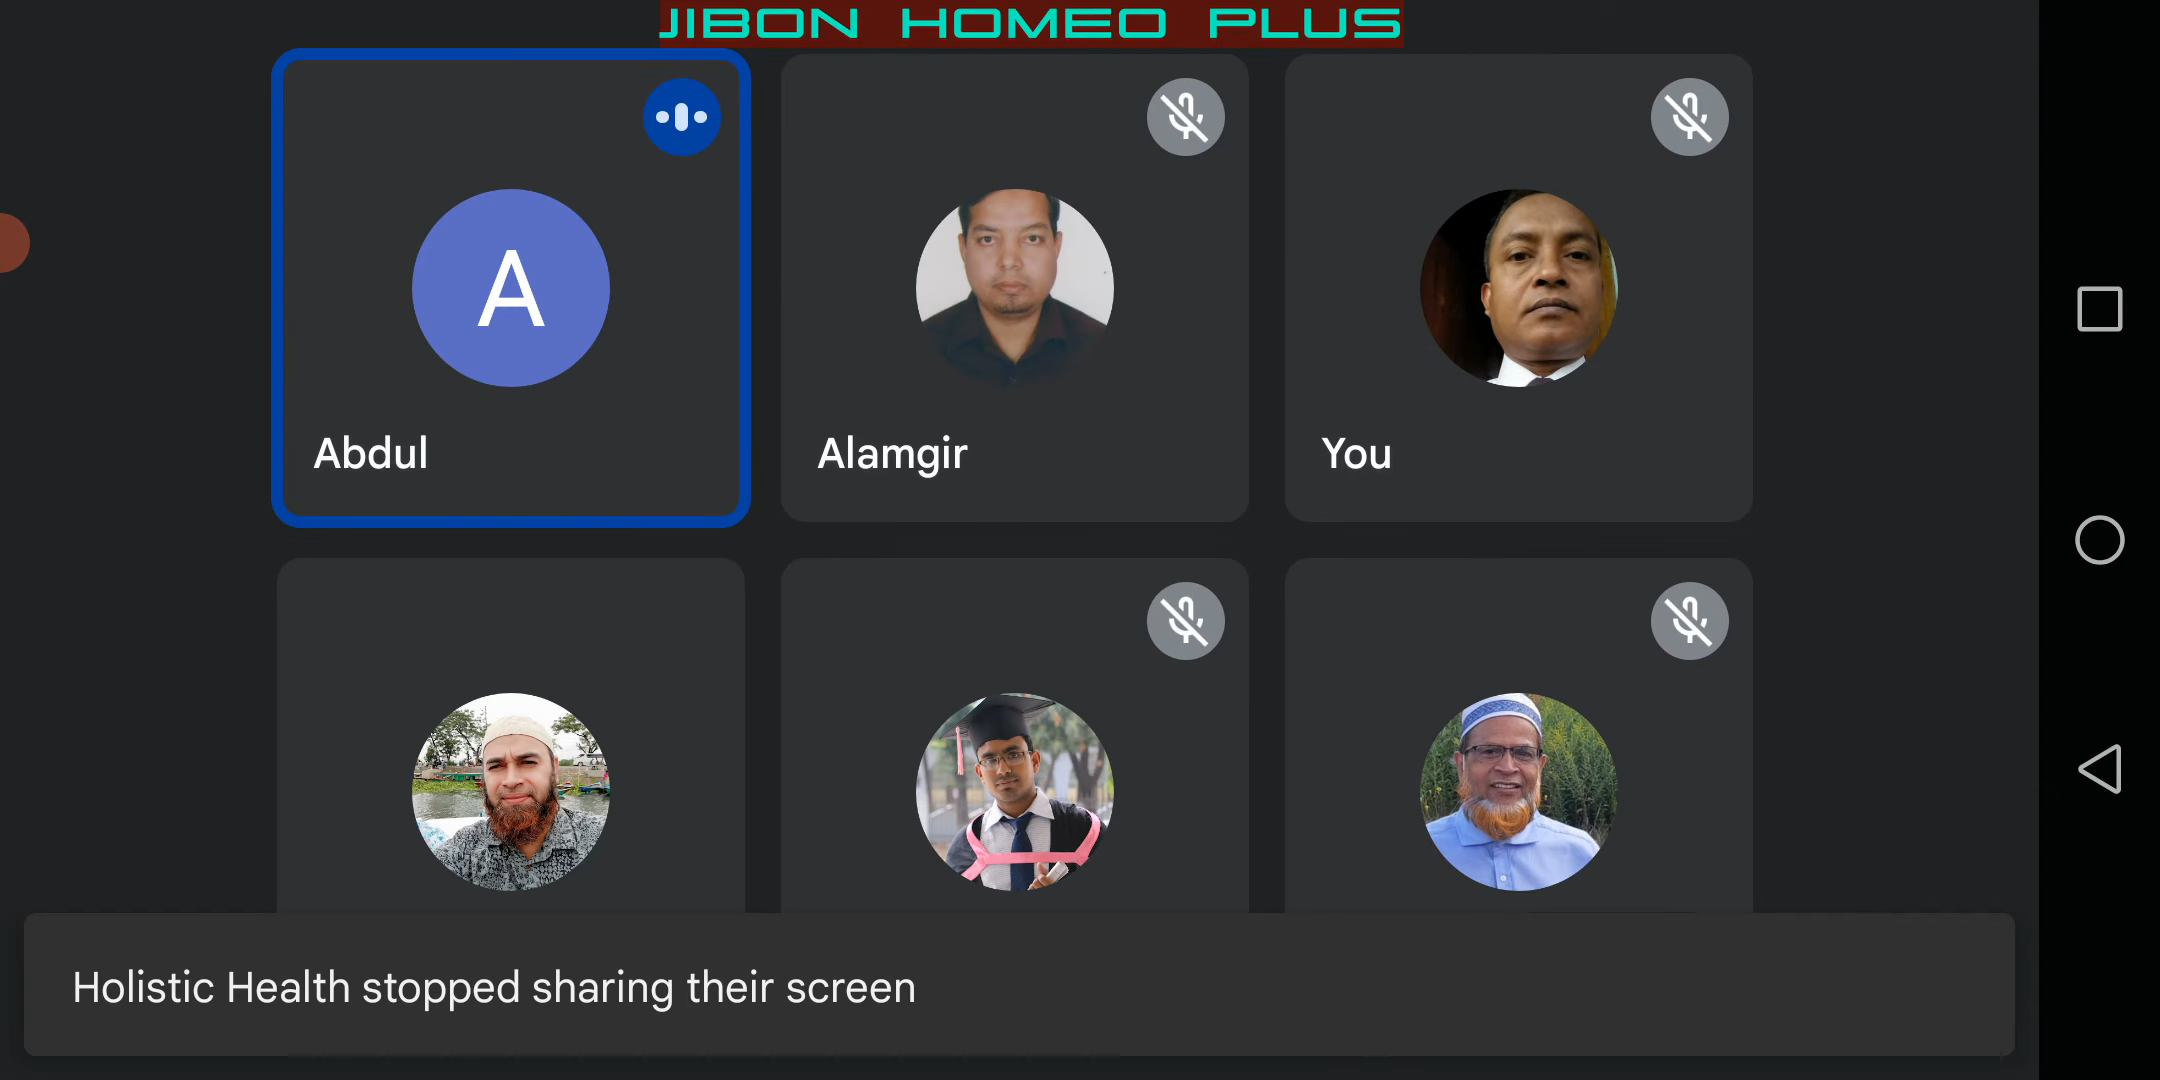 JIBON HOMEO PLUS
A
Abdul
Alamgir
You
Holistic Health stopped sharing their screen